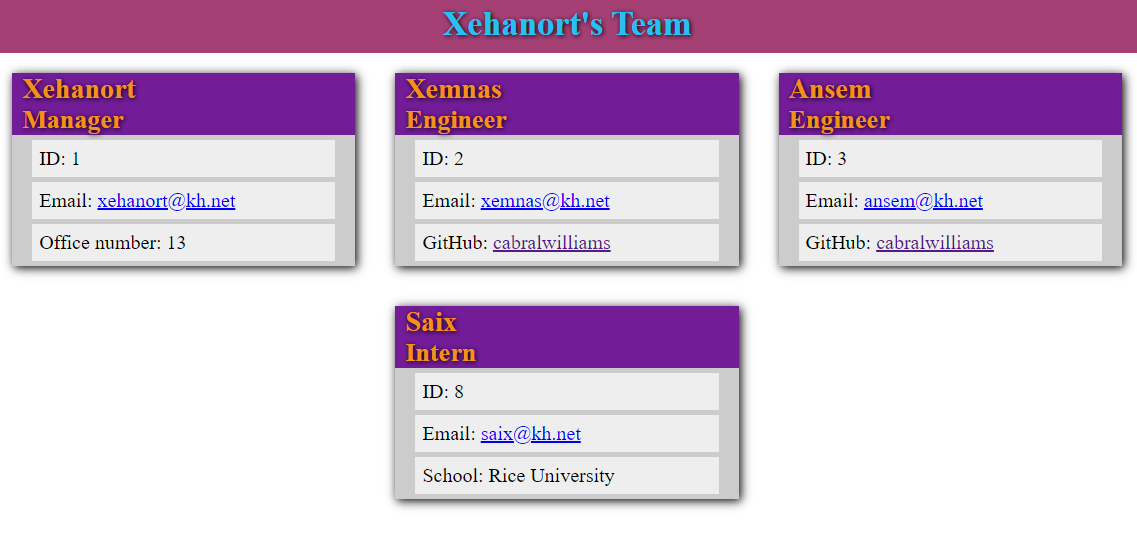 Xehanort's Team
Xehanort
Manager
ID: 1
Email: xehanort@kh.net
Office number: 13
Xemnas
Engineer
ID: 2
Email: xemnas@kh.net
GitHub: cabralwilliams
Ansem
Engineer
ID: 3
Email: ansem@kh.net
GitHub: cabralwilliams
Saix
Intern
ID: 8
Email: saix@kh.net
School: Rice University